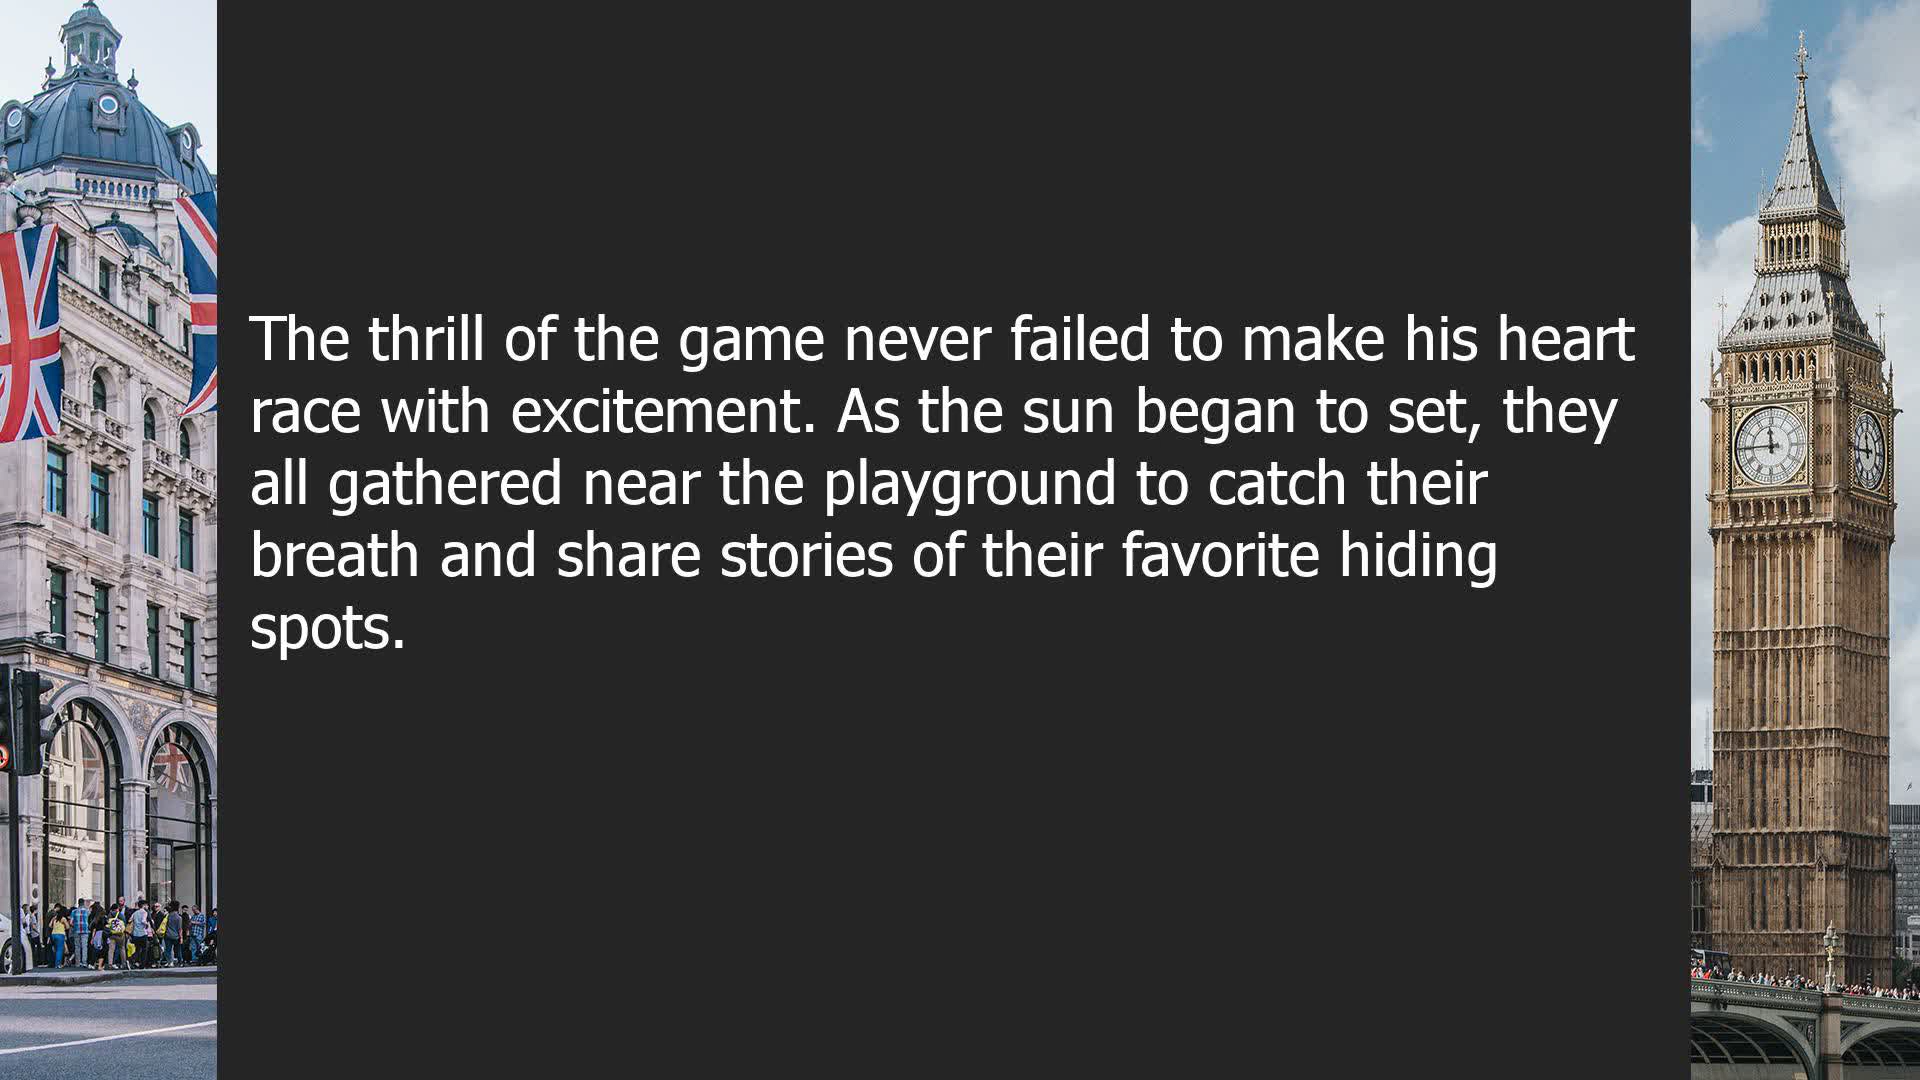 The thrill of the game never failed to make his heart
race with excitement. As the sun began to set, they
all gathered near the playground to catch their
breath and share stories of their favorite hiding
spots.